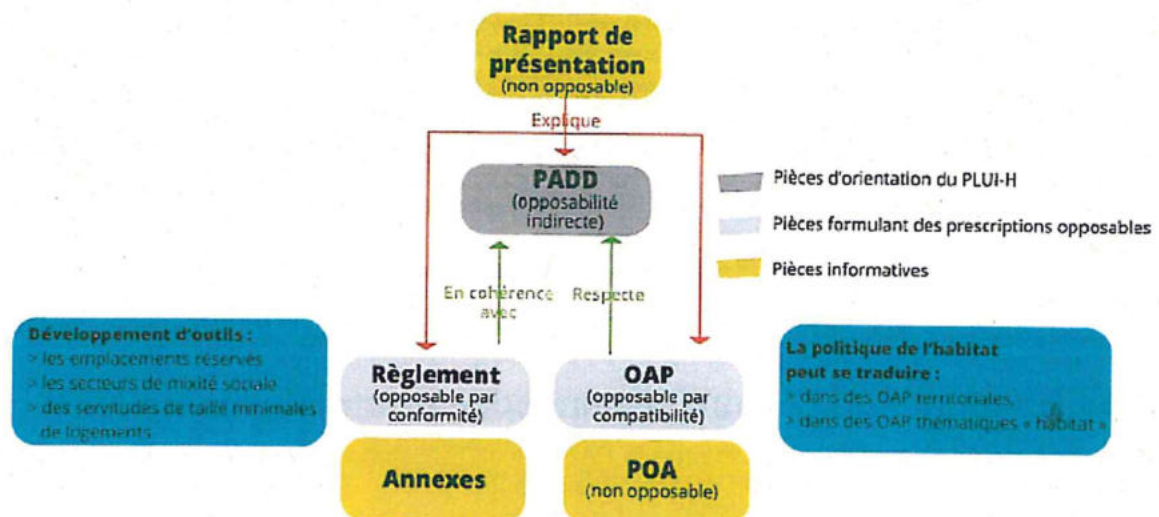 Rapport de
présentation
(non opposable)
Explique
PADD
(opposabilité
indirecte)
Pièces d'orientation du PLUI-H
Pièces formulant des prescriptions opposables
Pièces informatives
En cohérence
avec
Respecte
Développement d'outils :
> les emplacements réservés
> les secteurs de mixité sociale
> des servitudes de taille minimales
de logements
Règlement
(opposable par
conformité)
OAP
(opposable par
compatibilité)
La politique de l'habitat
peut se traduire :
> dans des OAP territoriales,
> dans des OAP thématiques « habitat »
Annexes
POA
(non opposable)